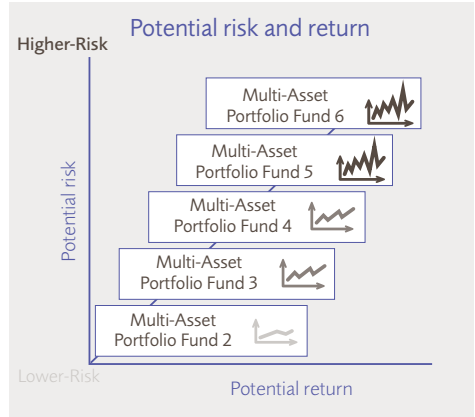 Potential risk and return
Higher-Risk
Multi-Asset
Portfolio Fund 6
Multi-Asset
Portfolio Fund 5
Multi-Asset
Portfolio Fund 4
Multi-Asset
Portfolio Fund 3
Multi-Asset
Portfolio Fund 2
Potential risk
Lower-Risk
Potential return